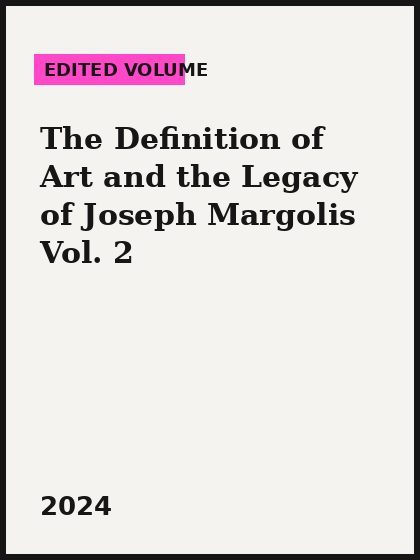 EDITED VOLUME
The Definition of
Art and the Legacy
of Joseph Margolis
Vol. 2
2024